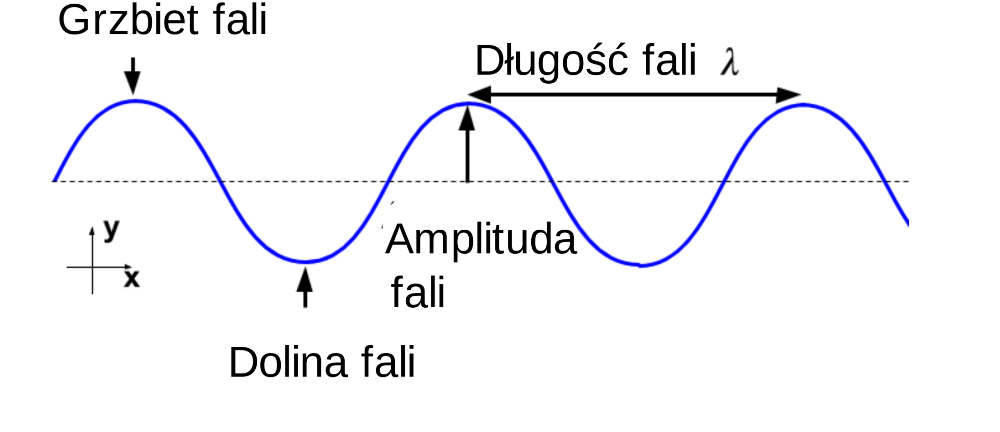 Grzbiet fali
Długość fali λ
y
x
Amplituda
fali
Dolina fali